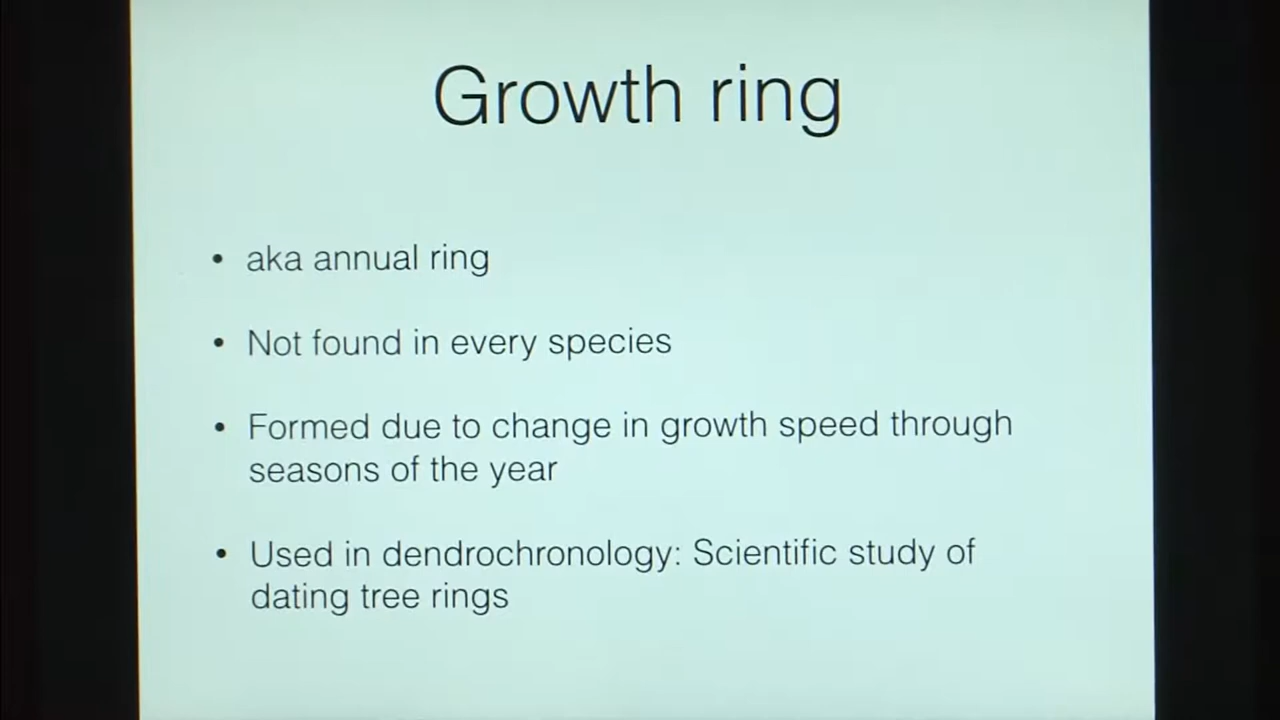 Growth ring
• aka annual ring
• Not found in every species
• Formed due to change in growth speed through
seasons of the year
• Used in dendrochronology: Scientific study of
dating tree rings